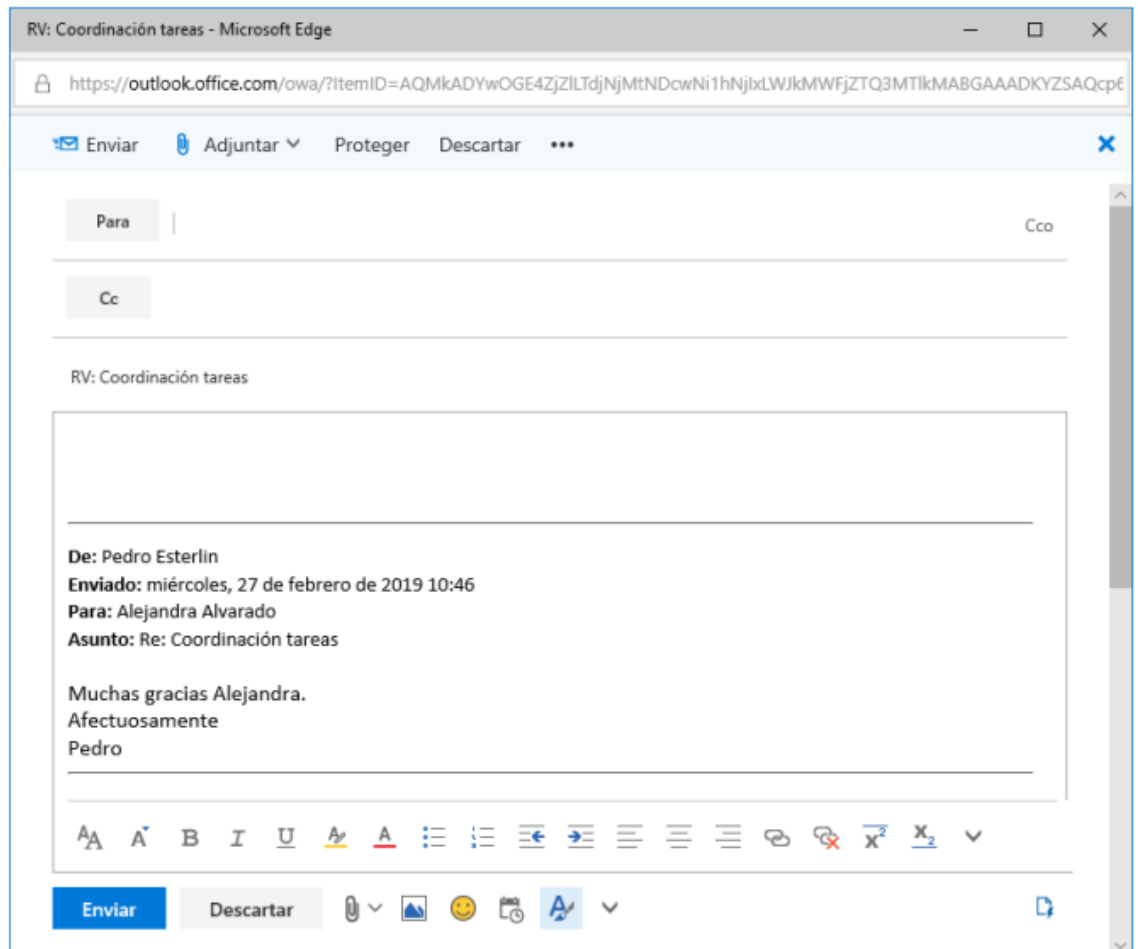 RV: Coordinación tareas - Microsoft Edge
https://outlook.office.com/owa/?ItemID=AQMkADYwOGE4ZjZlLTdjNjMtNDcwNi1hNjIxLWJkMWFjZTQ3MTlkMABGAAADKYZSAQcp6
Enviar Adjuntar Proteger Descartar •••
Para Cco
Cc
RV: Coordinación tareas
De: Pedro Esterlin
Enviado: miércoles, 27 de febrero de 2019 10:46
Para: Alejandra Alvarado
Asunto: Re: Coordinación tareas
Muchas gracias Alejandra.
Afectuosamente
Pedro
Enviar Descartar